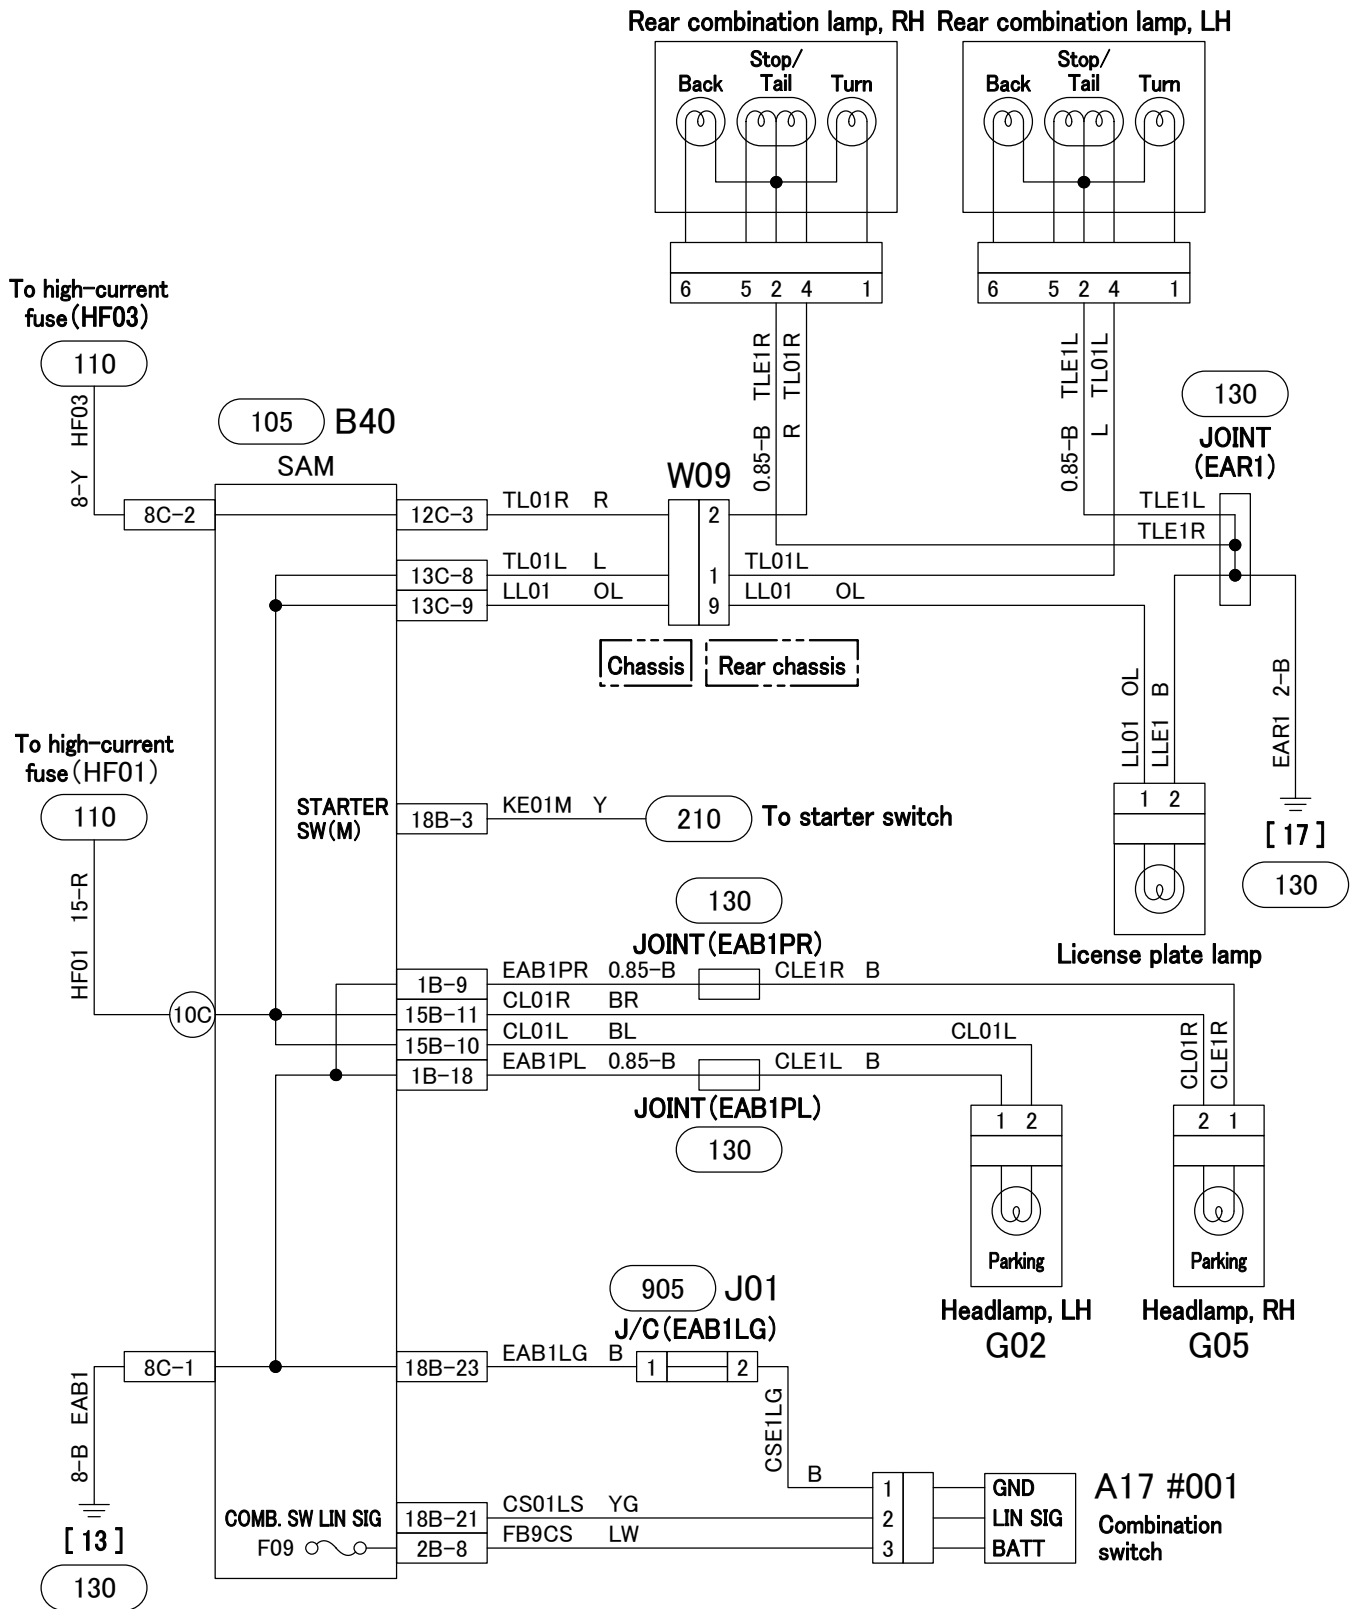 Rear combination lamp, RH
Rear combination lamp, LH
Back
Stop/
Tail
Turn
Back
Stop/
Tail
Turn
6 5 2 4 1
6 5 2 4 1
To high-current
fuse(HF03)
110
8-Y HF03
105 B40
SAM
8C-2
12C-3
TL01R R
13C-8
TL01L L
13C-9
LL01 OL
W09
2
1
9
TL01L
LL01 OL
0.85-B TLE1R
R TL01R
0.85-B TLE1L
L TL01L
130
JOINT
(EAR1)
TLE1L
TLE1R
Chassis
Rear chassis
LL01 OL
LLE1 B
EAR1 2-B
1 2
License plate lamp
[ 17 ]
130
To high-current
fuse(HF01)
110
HF01 15-R
10C
STARTER
SW(M)
18B-3
KE01M Y
210
To starter switch
130
JOINT(EAB1PR)
1B-9
EAB1PR 0.85-B
CLE1R B
15B-11
CL01R BR
15B-10
CL01L BL
CL01L
1B-18
EAB1PL 0.85-B
CLE1L B
JOINT(EAB1PL)
130
CL01R
CLE1R
1 2
2 1
Parking
Parking
Headlamp, LH
G02
Headlamp, RH
G05
905 J01
J/C(EAB1LG)
8C-1
18B-23
EAB1LG B
1 2
8-B EAB1
[ 13 ]
130
CSE1LG
B
COMB. SW LIN SIG
F09
18B-21
CS01LS YG
2B-8
FB9CS LW
1
2
3
GND
LIN SIG
BATT
A17 #001
Combination
switch